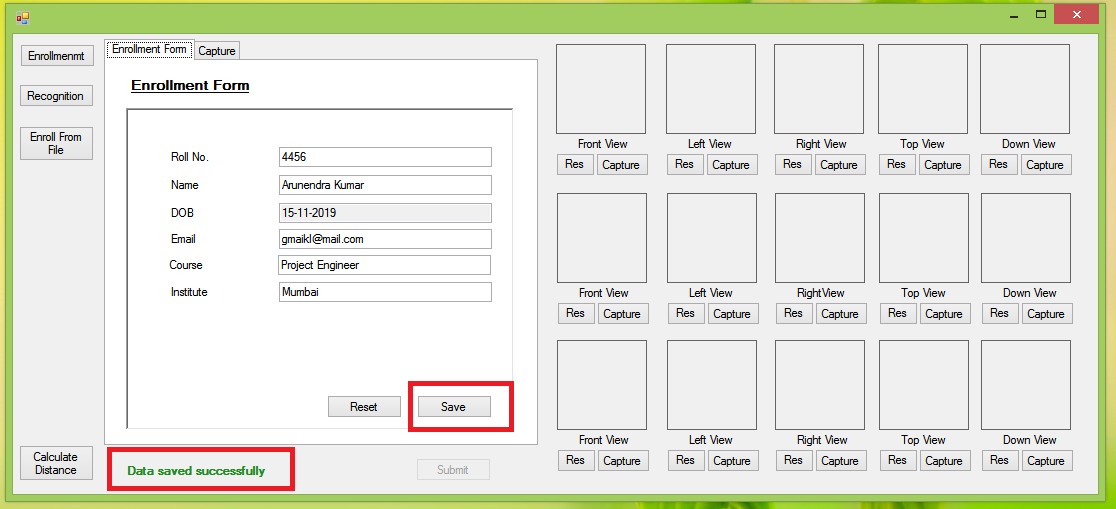 Enrollmenmt
Recognition
Enroll From
File
Calculate
Distance
Enrollment Form Capture
Enrollment Form
Roll No. 4456
Name Arunendra Kumar
DOB 15-11-2019
Email gmaikl@mail.com
Course Project Engineer
Institute Mumbai
Reset Save
Data saved successfully Submit
Front View Left View Right View Top View Down View
Res Capture Res Capture Res Capture Res Capture Res Capture
Front View Left View RightView Top View Down View
Res Capture Res Capture Res Capture Res Capture Res Capture
Front View Left View Right View Top View Down View
Res Capture Res Capture Res Capture Res Capture Res Capture